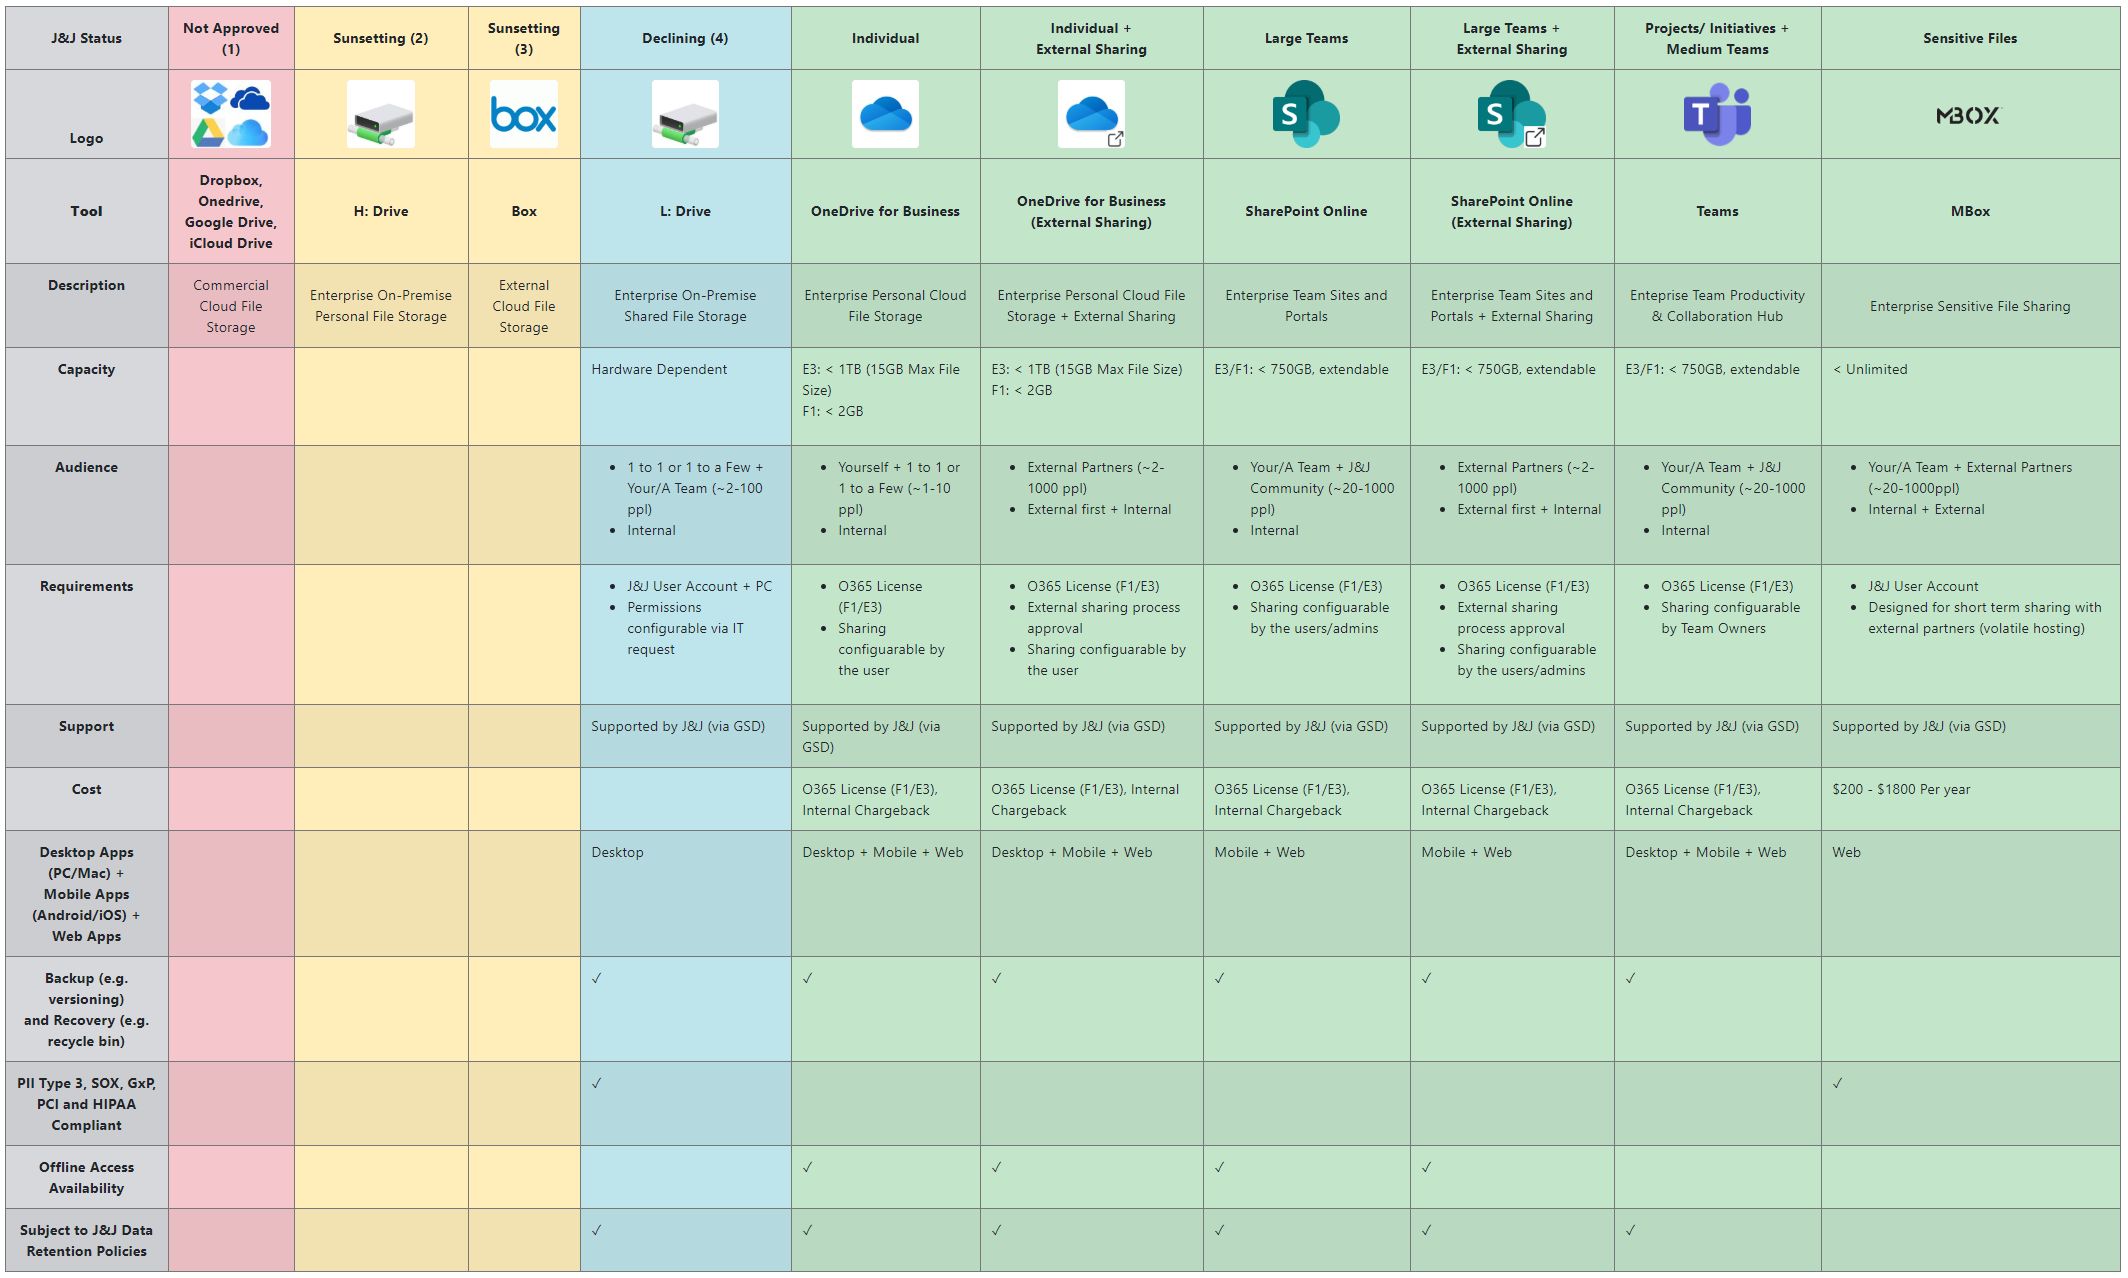 J&J Status
Not Approved
(1)
Sunsetting (2)
Sunsetting
(3)
Declining (4)
Individual
Individual +
External Sharing
Large Teams
Large Teams +
External Sharing
Projects/ Initiatives +
Medium Teams
Sensitive Files
Logo
box
S
S
T
MBOX
Tool
Dropbox,
Onedrive,
Google Drive,
iCloud Drive
H: Drive
Box
L: Drive
OneDrive for Business
OneDrive for Business
(External Sharing)
SharePoint Online
SharePoint Online
(External Sharing)
Teams
MBox
Description
Commercial
Cloud File
Storage
Enterprise On-Premise
Personal File Storage
External
Cloud File
Storage
Enterprise On-Premise
Shared File Storage
Enterprise Personal Cloud
File Storage
Enterprise Personal Cloud File
Storage + External Sharing
Enterprise Team Sites and
Portals
Enterprise Team Sites and
Portals + External Sharing
Enteprise Team Productivity
& Collaboration Hub
Enterprise Sensitive File Sharing
Capacity
Hardware Dependent
E3: < 1TB (15GB Max File
Size)
F1: < 2GB
E3: < 1TB (15GB Max File Size)
F1: < 2GB
E3/F1: < 750GB, extendable
E3/F1: < 750GB, extendable
E3/F1: < 750GB, extendable
< Unlimited
Audience
• 1 to 1 or 1 to a Few +
Your/A Team (~2-100
ppl)
• Internal
• Yourself + 1 to 1 or
1 to a Few (~1-10
ppl)
• Internal
• External Partners (~2-
1000 ppl)
• External first + Internal
• Your/A Team + J&J
Community (~20-1000
ppl)
• Internal
• External Partners (~2-
1000 ppl)
• External first + Internal
• Your/A Team + J&J
Community (~20-1000
ppl)
• Internal
• Your/A Team + External Partners
(~20-1000ppl)
• Internal + External
Requirements
• J&J User Account + PC
• Permissions
configurable via IT
request
• O365 License
(F1/E3)
• Sharing
configuarable by
the user
• O365 License (F1/E3)
• External sharing process
approval
• Sharing configuarable by
the user
• O365 License (F1/E3)
• Sharing configuarable
by the users/admins
• O365 License (F1/E3)
• External sharing
process approval
• Sharing configuarable
by the users/admins
• O365 License (F1/E3)
• Sharing configuarable
by Team Owners
• J&J User Account
• Designed for short term sharing with
external partners (volatile hosting)
Support
Supported by J&J (via GSD)
Supported by J&J (via
GSD)
Supported by J&J (via GSD)
Supported by J&J (via GSD)
Supported by J&J (via GSD)
Supported by J&J (via GSD)
Supported by J&J (via GSD)
Cost
O365 License (F1/E3),
Internal Chargeback
O365 License (F1/E3), Internal
Chargeback
O365 License (F1/E3),
Internal Chargeback
O365 License (F1/E3),
Internal Chargeback
O365 License (F1/E3),
Internal Chargeback
$200 - $1800 Per year
Desktop Apps
(PC/Mac) +
Mobile Apps
(Android/iOS) +
Web Apps
Desktop
Desktop + Mobile + Web
Desktop + Mobile + Web
Mobile + Web
Mobile + Web
Desktop + Mobile + Web
Web
Backup (e.g.
versioning)
and Recovery (e.g.
recycle bin)
✓
✓
✓
✓
✓
✓
PII Type 3, SOX, GxP,
PCI and HIPAA
Compliant
✓
✓
Offline Access
Availability
✓
✓
✓
✓
Subject to J&J Data
Retention Policies
✓
✓
✓
✓
✓
✓